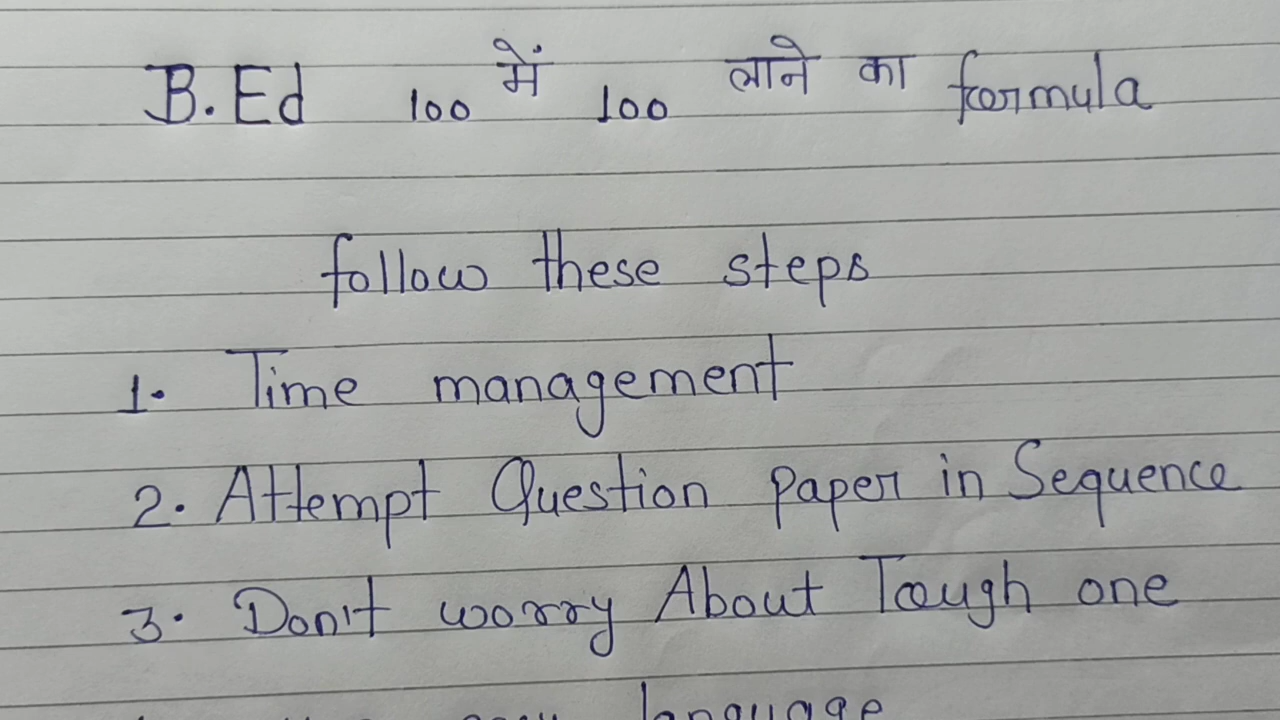 B.Ed 100 में 100 लाने का formula
follow these steps
1. Time management
2. Attempt Question paper in Sequence
3. Don't worry About Tough one
language